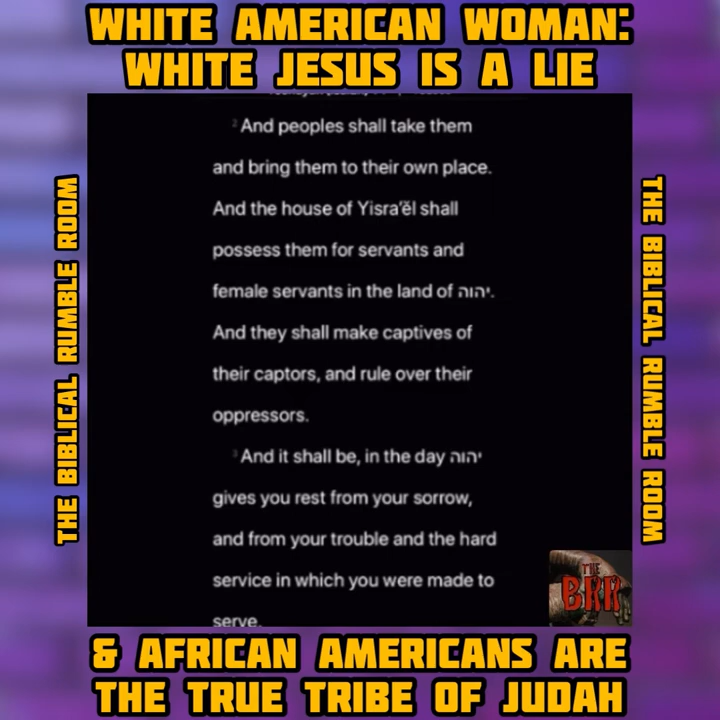 WHITE AMERICAN WOMAN:
WHITE JESUS IS A LIE
THE BIBLICAL RUMBLE ROOM
THE BIBLICAL RUMBLE ROOM
2 And peoples shall take them
and bring them to their own place.
And the house of Yisra’ĕl shall
possess them for servants and
female servants in the land of יהוה.
And they shall make captives of
their captors, and rule over their
oppressors.
3 And it shall be, in the day יהוה
gives you rest from your sorrow,
and from your trouble and the hard
service in which you were made to
serve,
THE
BRR
& AFRICAN AMERICANS ARE
THE TRUE TRIBE OF JUDAH